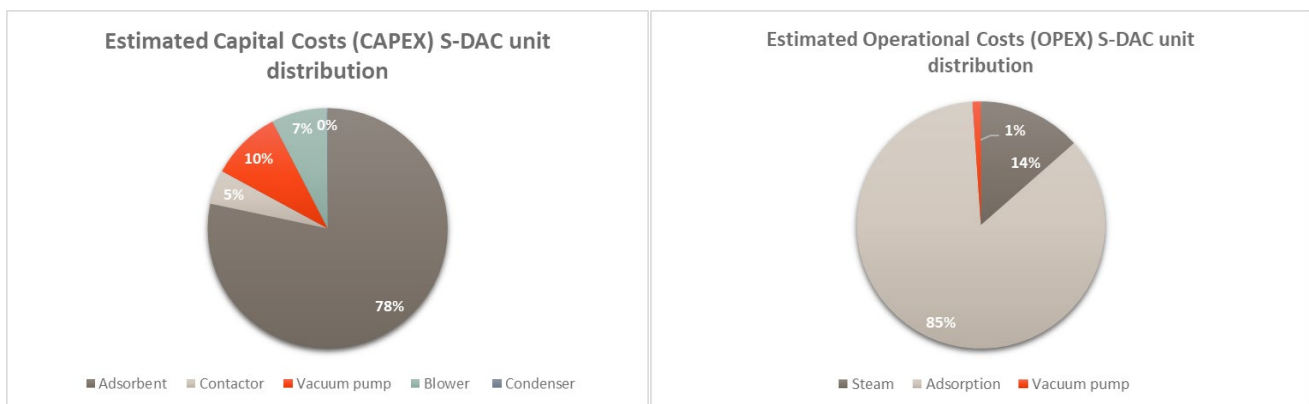 Estimated Capital Costs (CAPEX) S-DAC unit
distribution
7%
0%
10%
5%
78%
Adsorbent
Contactor
Vacuum pump
Blower
Condenser
Estimated Operational Costs (OPEX) S-DAC unit
distribution
1%
14%
85%
Steam
Adsorption
Vacuum pump